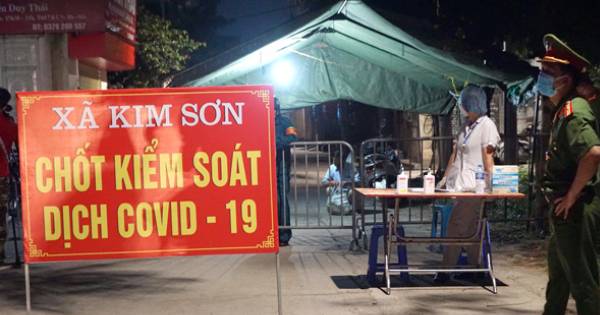 XÃ KIM SƠN
CHỐT KIỂM SOÁT
DỊCH COVID - 19